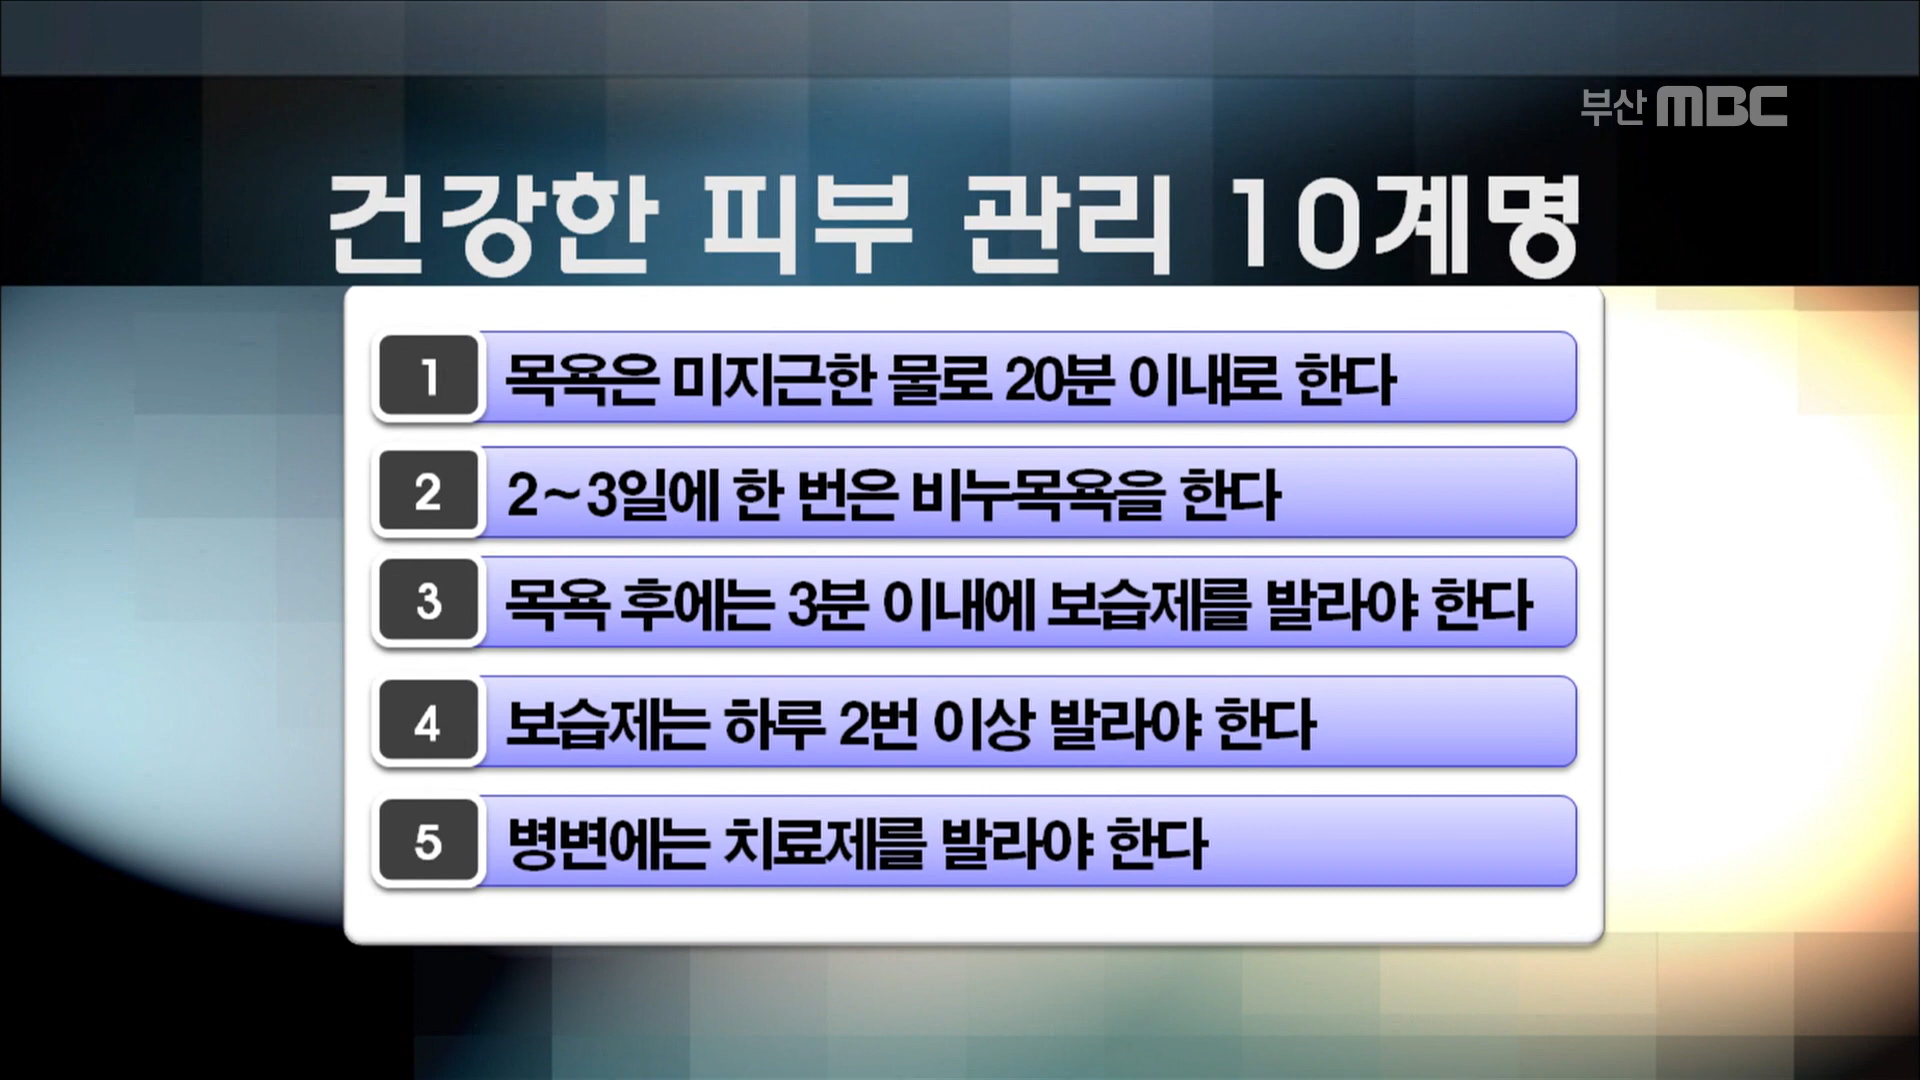 부산 MBC
건강한 피부 관리 10계명
1 목욕은 미지근한 물로 20분 이내로 한다
2 2~3일에 한 번은 비누목욕을 한다
3 목욕 후에는 3분 이내에 보습제를 발라야 한다
4 보습제는 하루 2번 이상 발라야 한다
5 병변에는 치료제를 발라야 한다